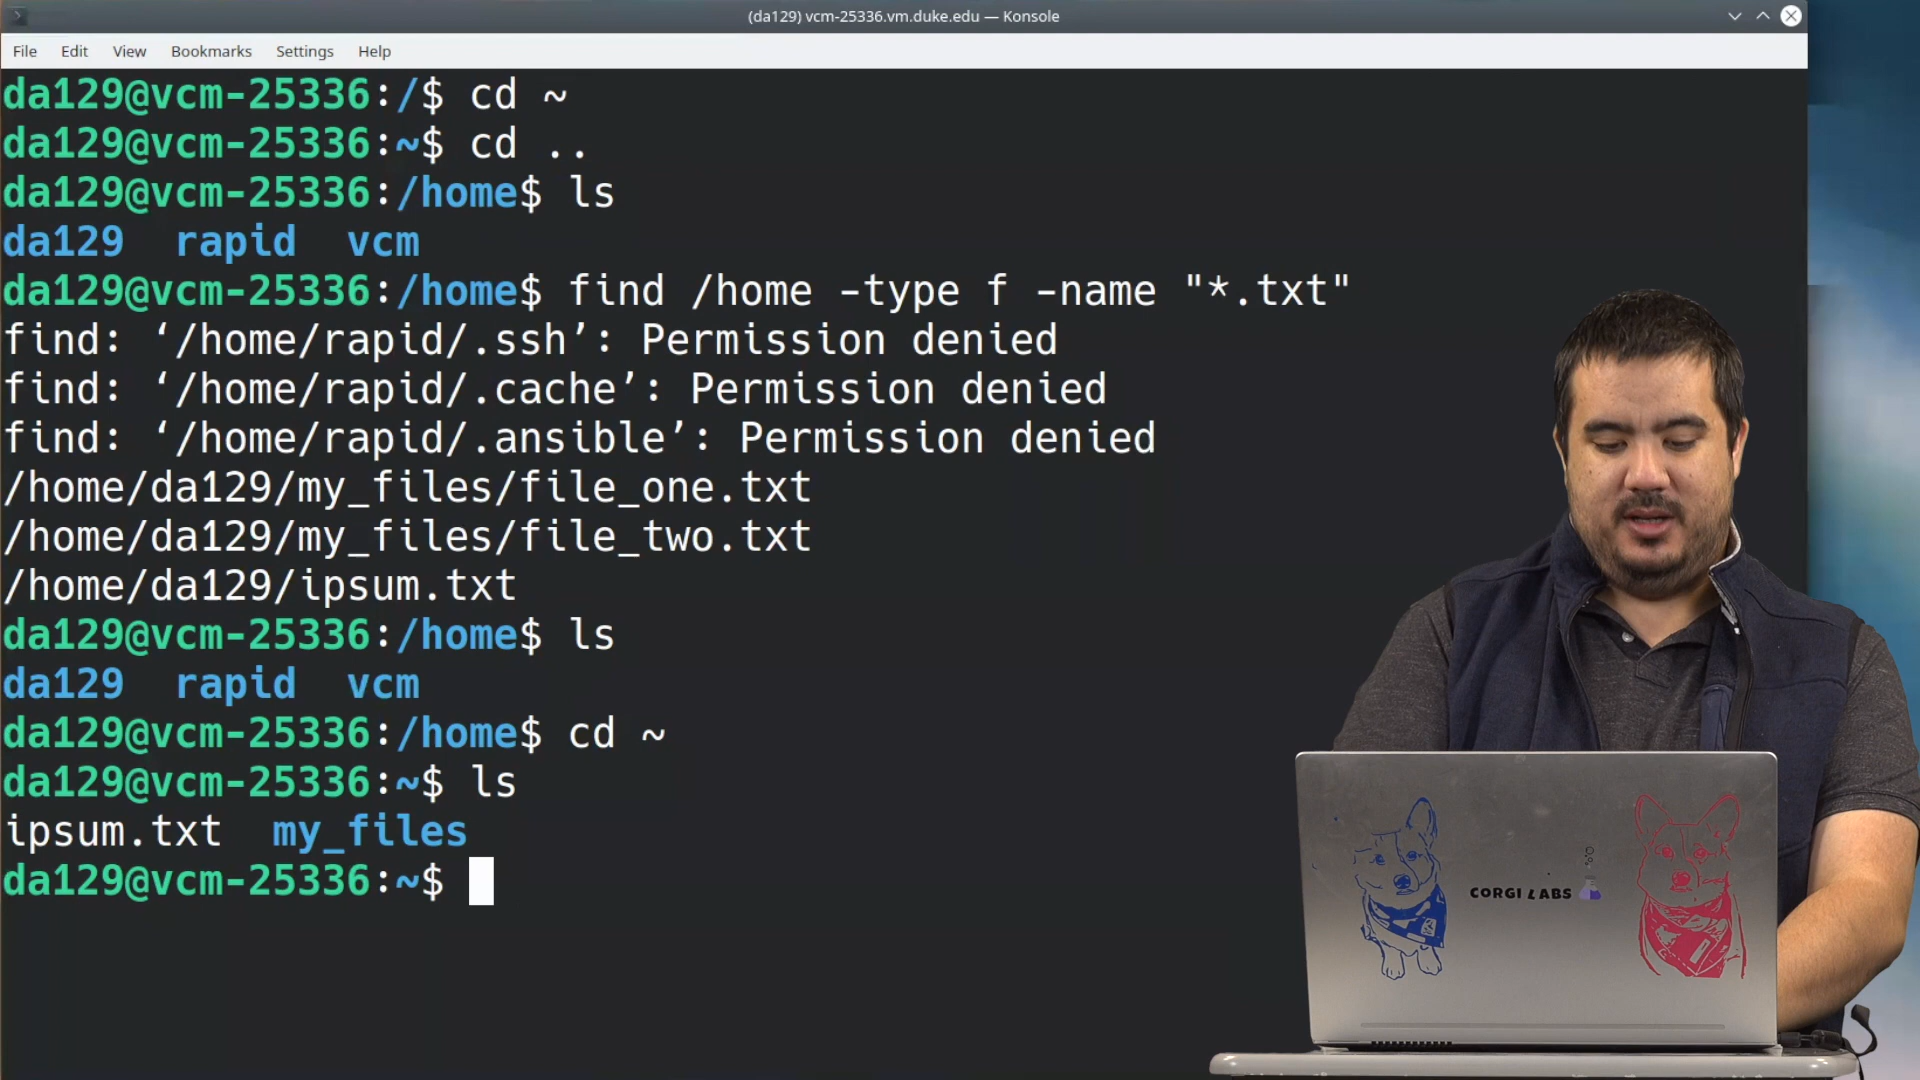 (da129) vcm-25336.vm.duke.edu — Konsole
File Edit View Bookmarks Settings Help
da129@vcm-25336:/$ cd ~
da129@vcm-25336:~$ cd ..
da129@vcm-25336:/home$ ls
da129 rapid vcm
da129@vcm-25336:/home$ find /home -type f -name "*.txt"
find: ‘/home/rapid/.ssh’: Permission denied
find: ‘/home/rapid/.cache’: Permission denied
find: ‘/home/rapid/.ansible’: Permission denied
/home/da129/my_files/file_one.txt
/home/da129/my_files/file_two.txt
/home/da129/ipsum.txt
da129@vcm-25336:/home$ ls
da129 rapid vcm
da129@vcm-25336:/home$ cd ~
da129@vcm-25336:~$ ls
ipsum.txt my_files
da129@vcm-25336:~$
CORGI LABS